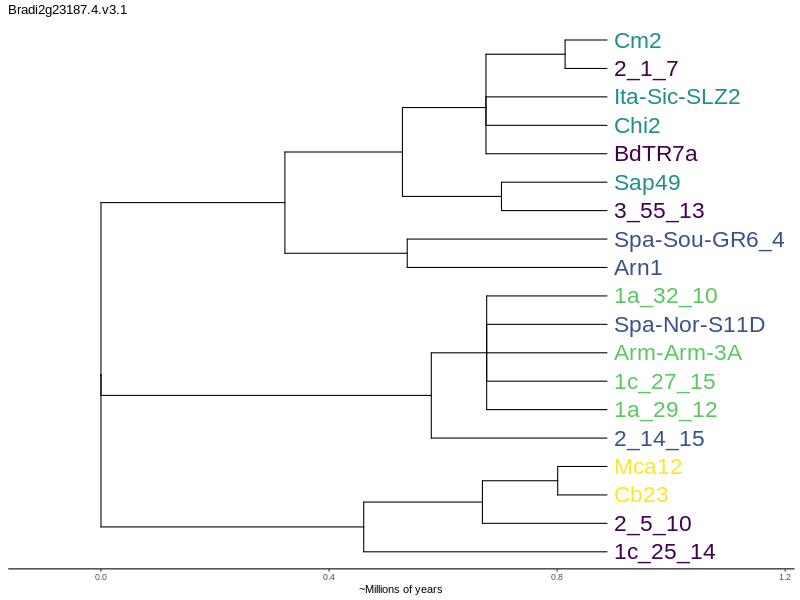 Bradi2g23187.4.v3.1
Cm2
2_1_7
Ita-Sic-SLZ2
Chi2
BdTR7a
Sap49
3_55_13
Spa-Sou-GR6_4
Arn1
1a_32_10
Spa-Nor-S11D
Arm-Arm-3A
1c_27_15
1a_29_12
2_14_15
Mca12
Cb23
2_5_10
1c_25_14
0.0 0.4 0.8 1.2
~Millions of years